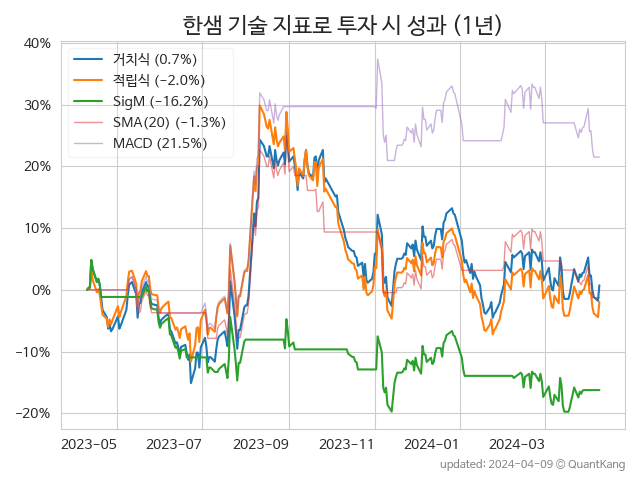 한샘 기술 지표로 투자 시 성과 (1년)
40%
30%
20%
10%
0%
−10%
−20%
거치식 (0.7%)
적립식 (−2.0%)
SigM (−16.2%)
SMA(20) (−1.3%)
MACD (21.5%)
2023-05 2023-07 2023-09 2023-11 2024-01 2024-03
updated: 2024-04-09 © QuantKang